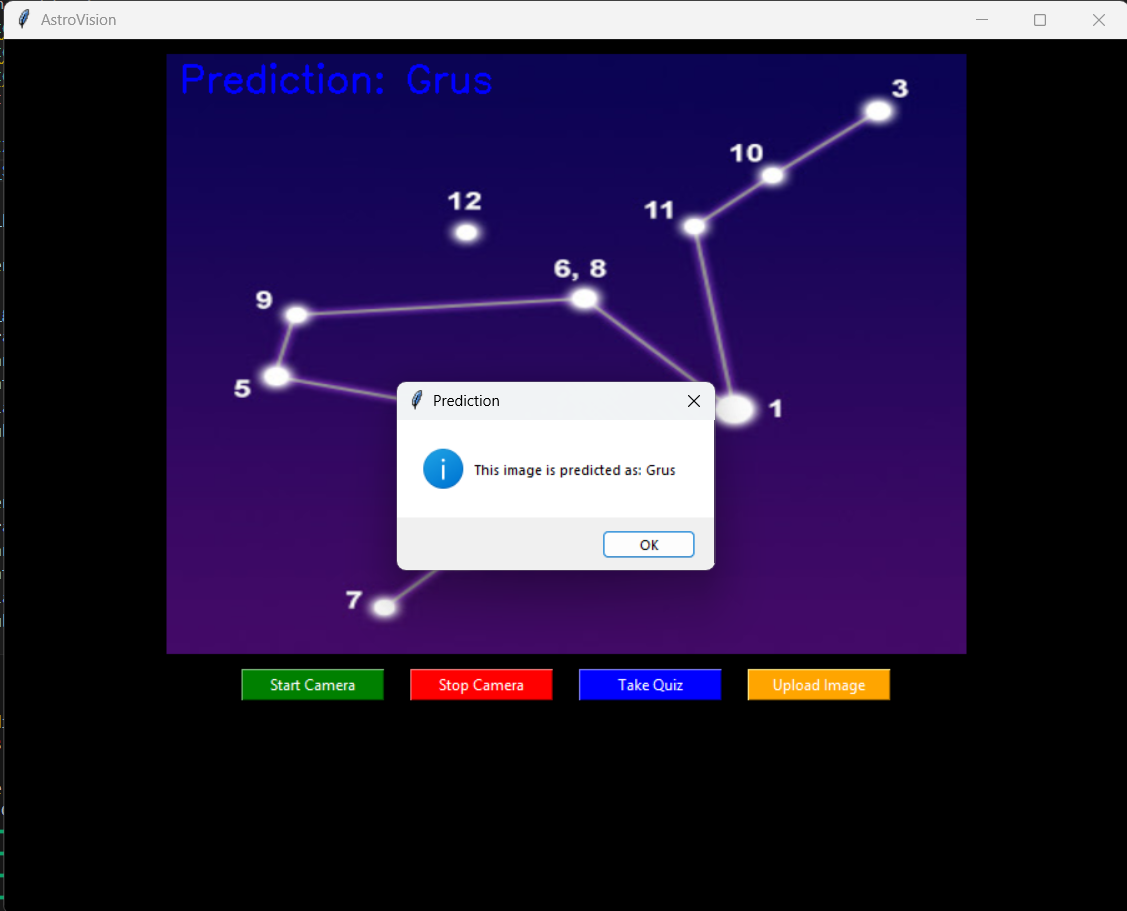 AstroVision
Prediction: Grus
3
10
12
11
6, 8
9
5
1
Prediction
This image is predicted as: Grus
OK
7
Start Camera
Stop Camera
Take Quiz
Upload Image